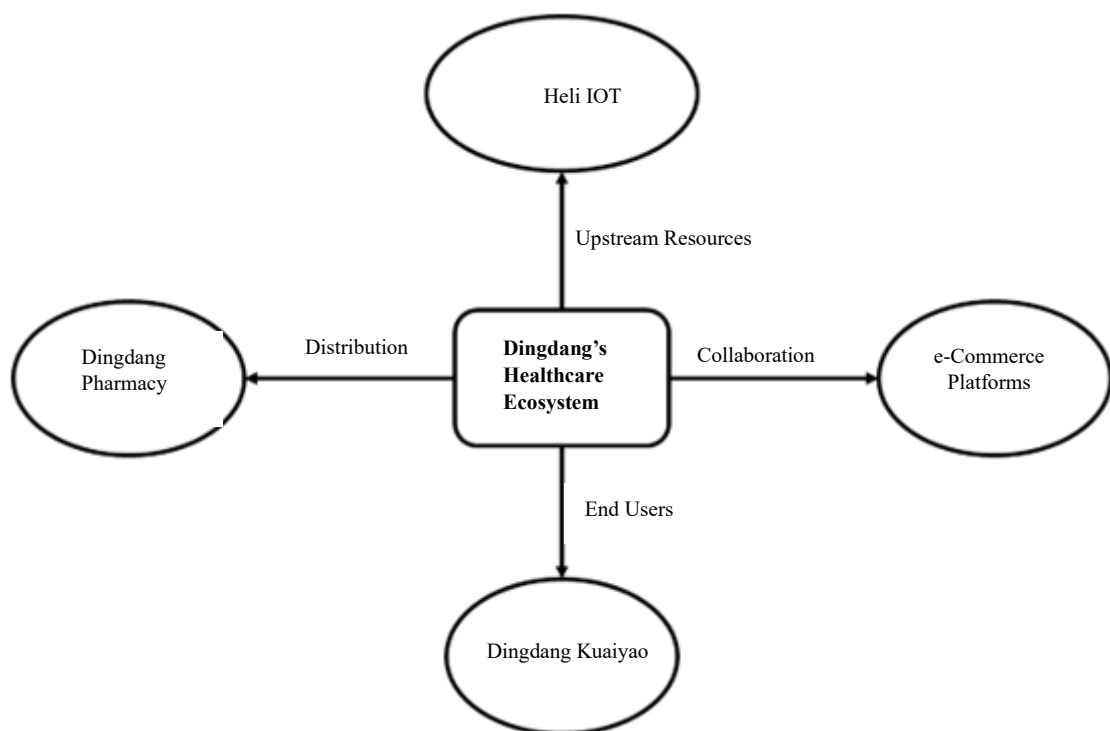 Heli IOT
Upstream Resources
Dingdang
Pharmacy
Distribution
Dingdang’s
Healthcare
Ecosystem
Collaboration
e-Commerce
Platforms
End Users
Dingdang Kuaiyao